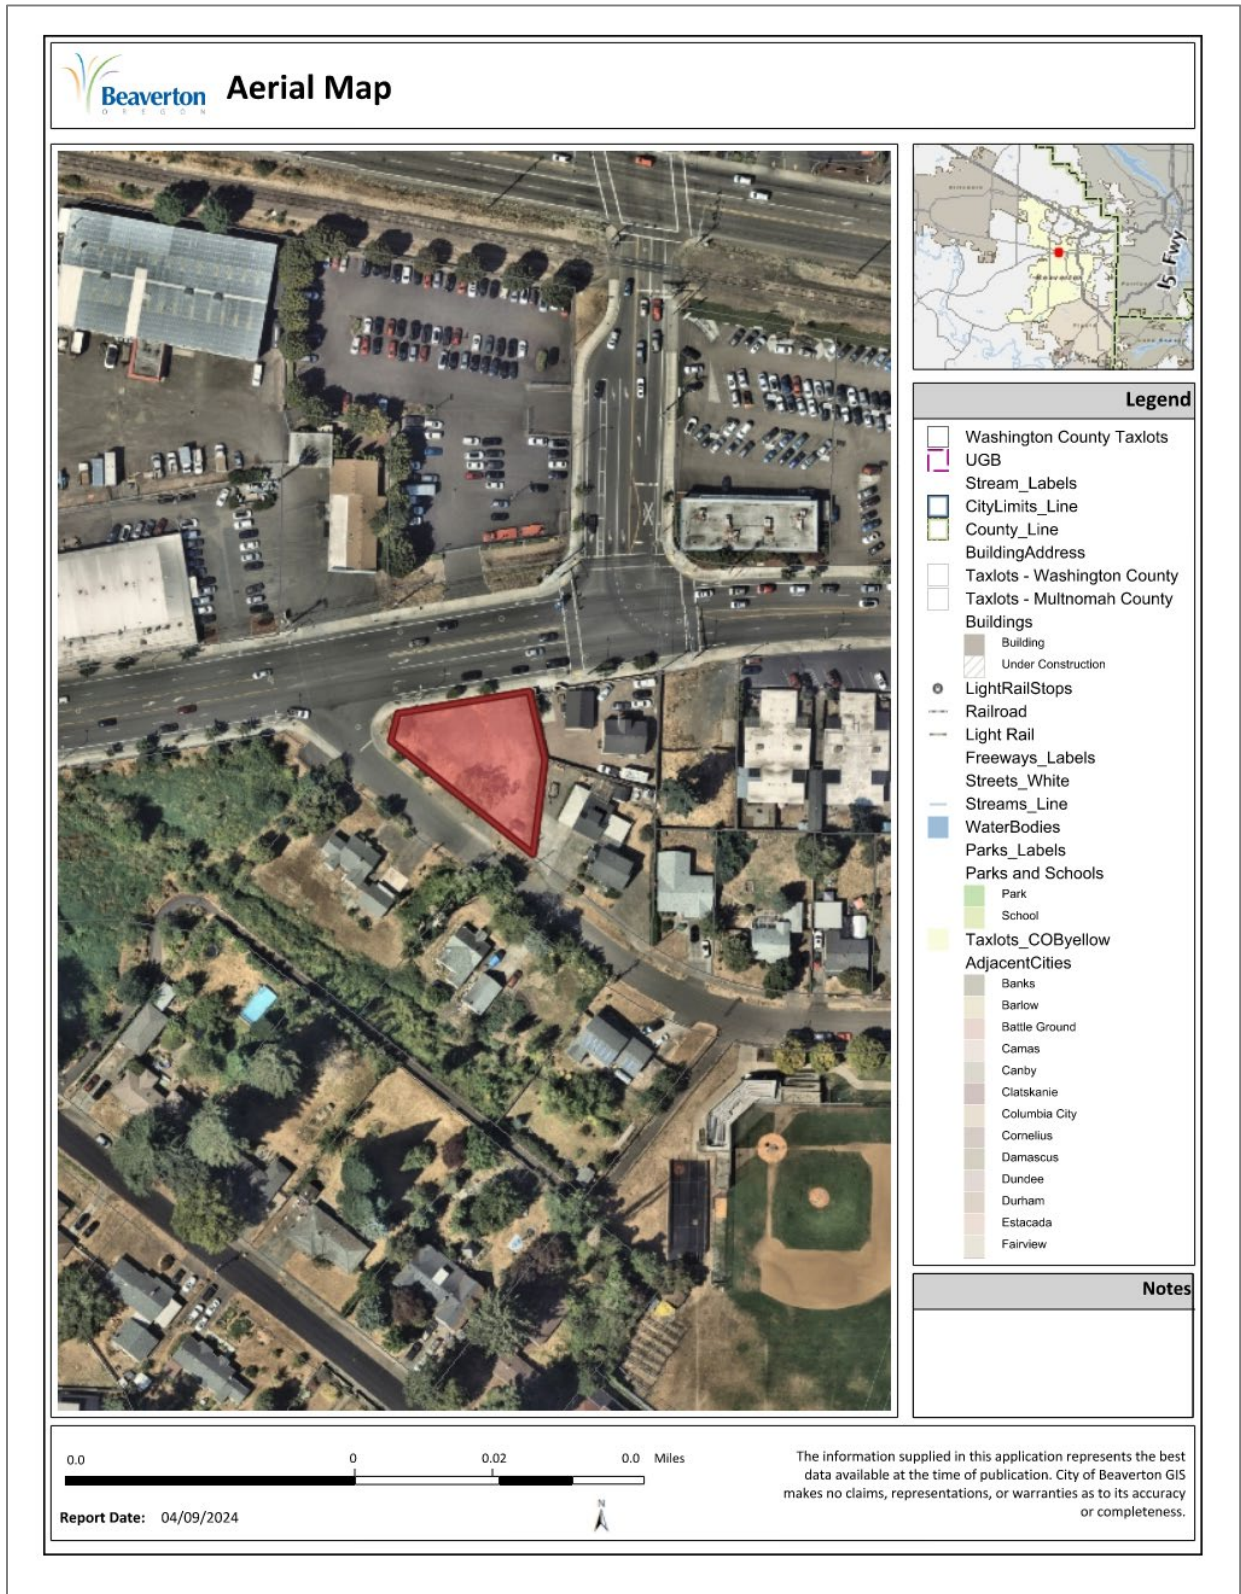 Beaverton
OREGON
Aerial Map
I5 Fwy
Beaverton
Legend
Washington County Taxlots
UGB
Stream_Labels
CityLimits_Line
County_Line
BuildingAddress
Taxlots - Washington County
Taxlots - Multnomah County
Buildings
Building
Under Construction
LightRailStops
Railroad
Light Rail
Freeways_Labels
Streets_White
Streams_Line
WaterBodies
Parks_Labels
Parks and Schools
Park
School
Taxlots_COByellow
AdjacentCities
Banks
Barlow
Battle Ground
Camas
Canby
Clatskanie
Columbia City
Cornelius
Damascus
Dundee
Durham
Estacada
Fairview
Notes
0.0 0 0.02 0.0 Miles
The information supplied in this application represents the best
data available at the time of publication. City of Beaverton GIS
makes no claims, representations, or warranties as to its accuracy
or completeness.
Report Date: 04/09/2024
N